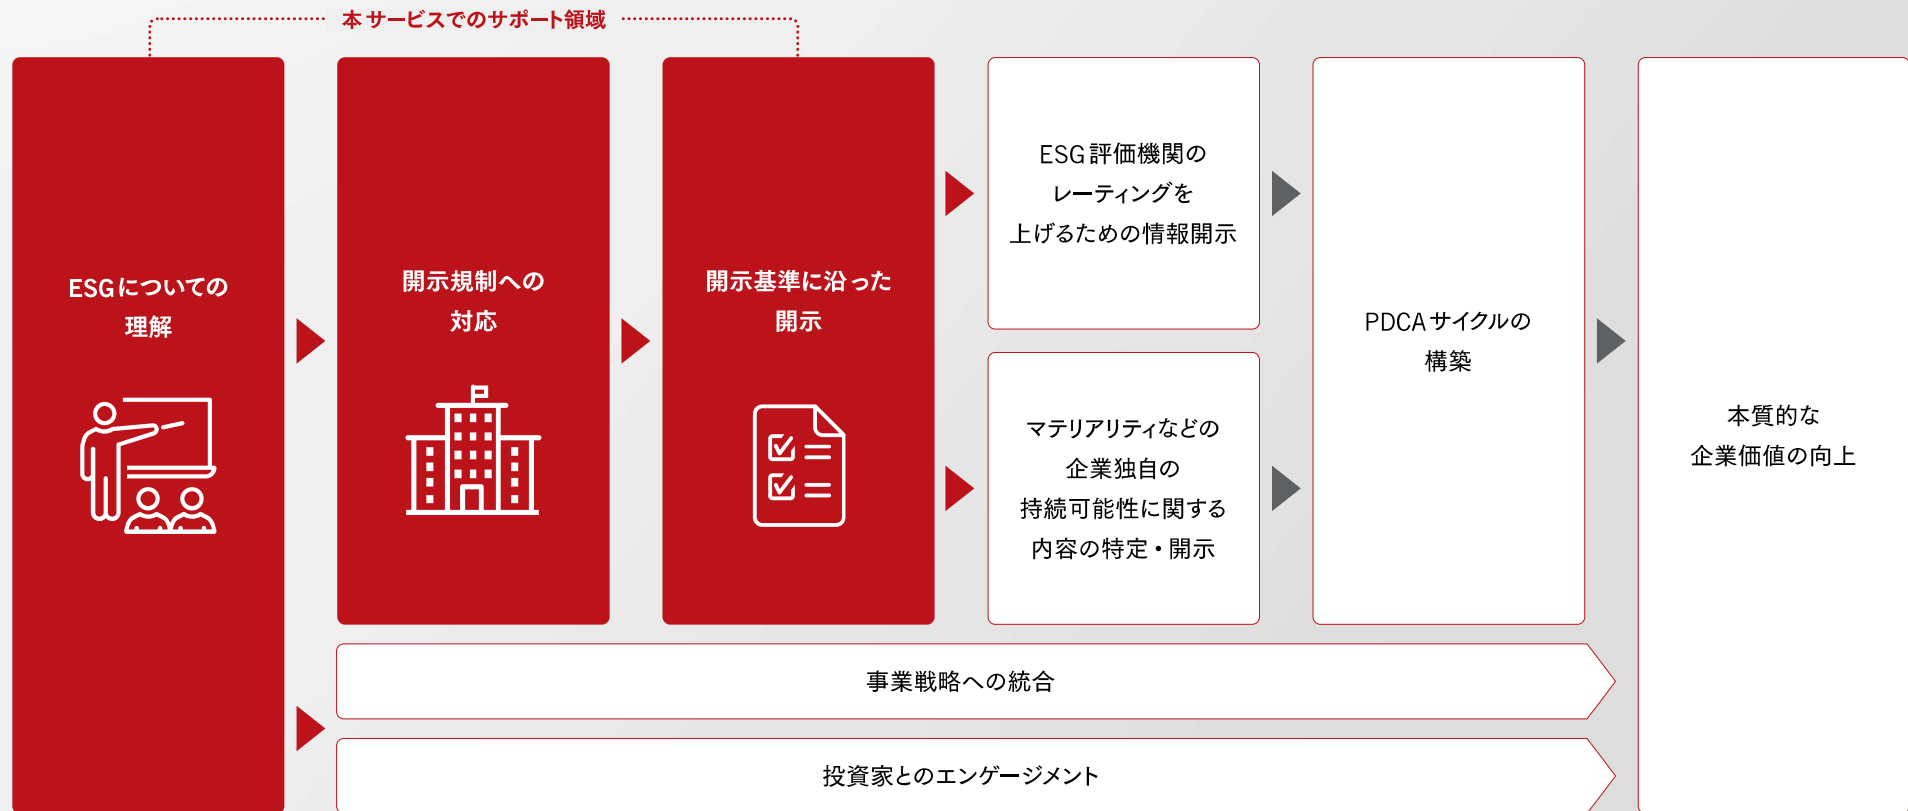 本サービスでのサポート領域
ESGについての
理解
開示規制への
対応
開示基準に沿った
開示
ESG評価機関の
レーティングを
上げるための情報開示
マテリアリティなどの
企業独自の
持続可能性に関する
内容の特定・開示
PDCAサイクルの
構築
本質的な
企業価値の向上
事業戦略への統合
投資家とのエンゲージメント